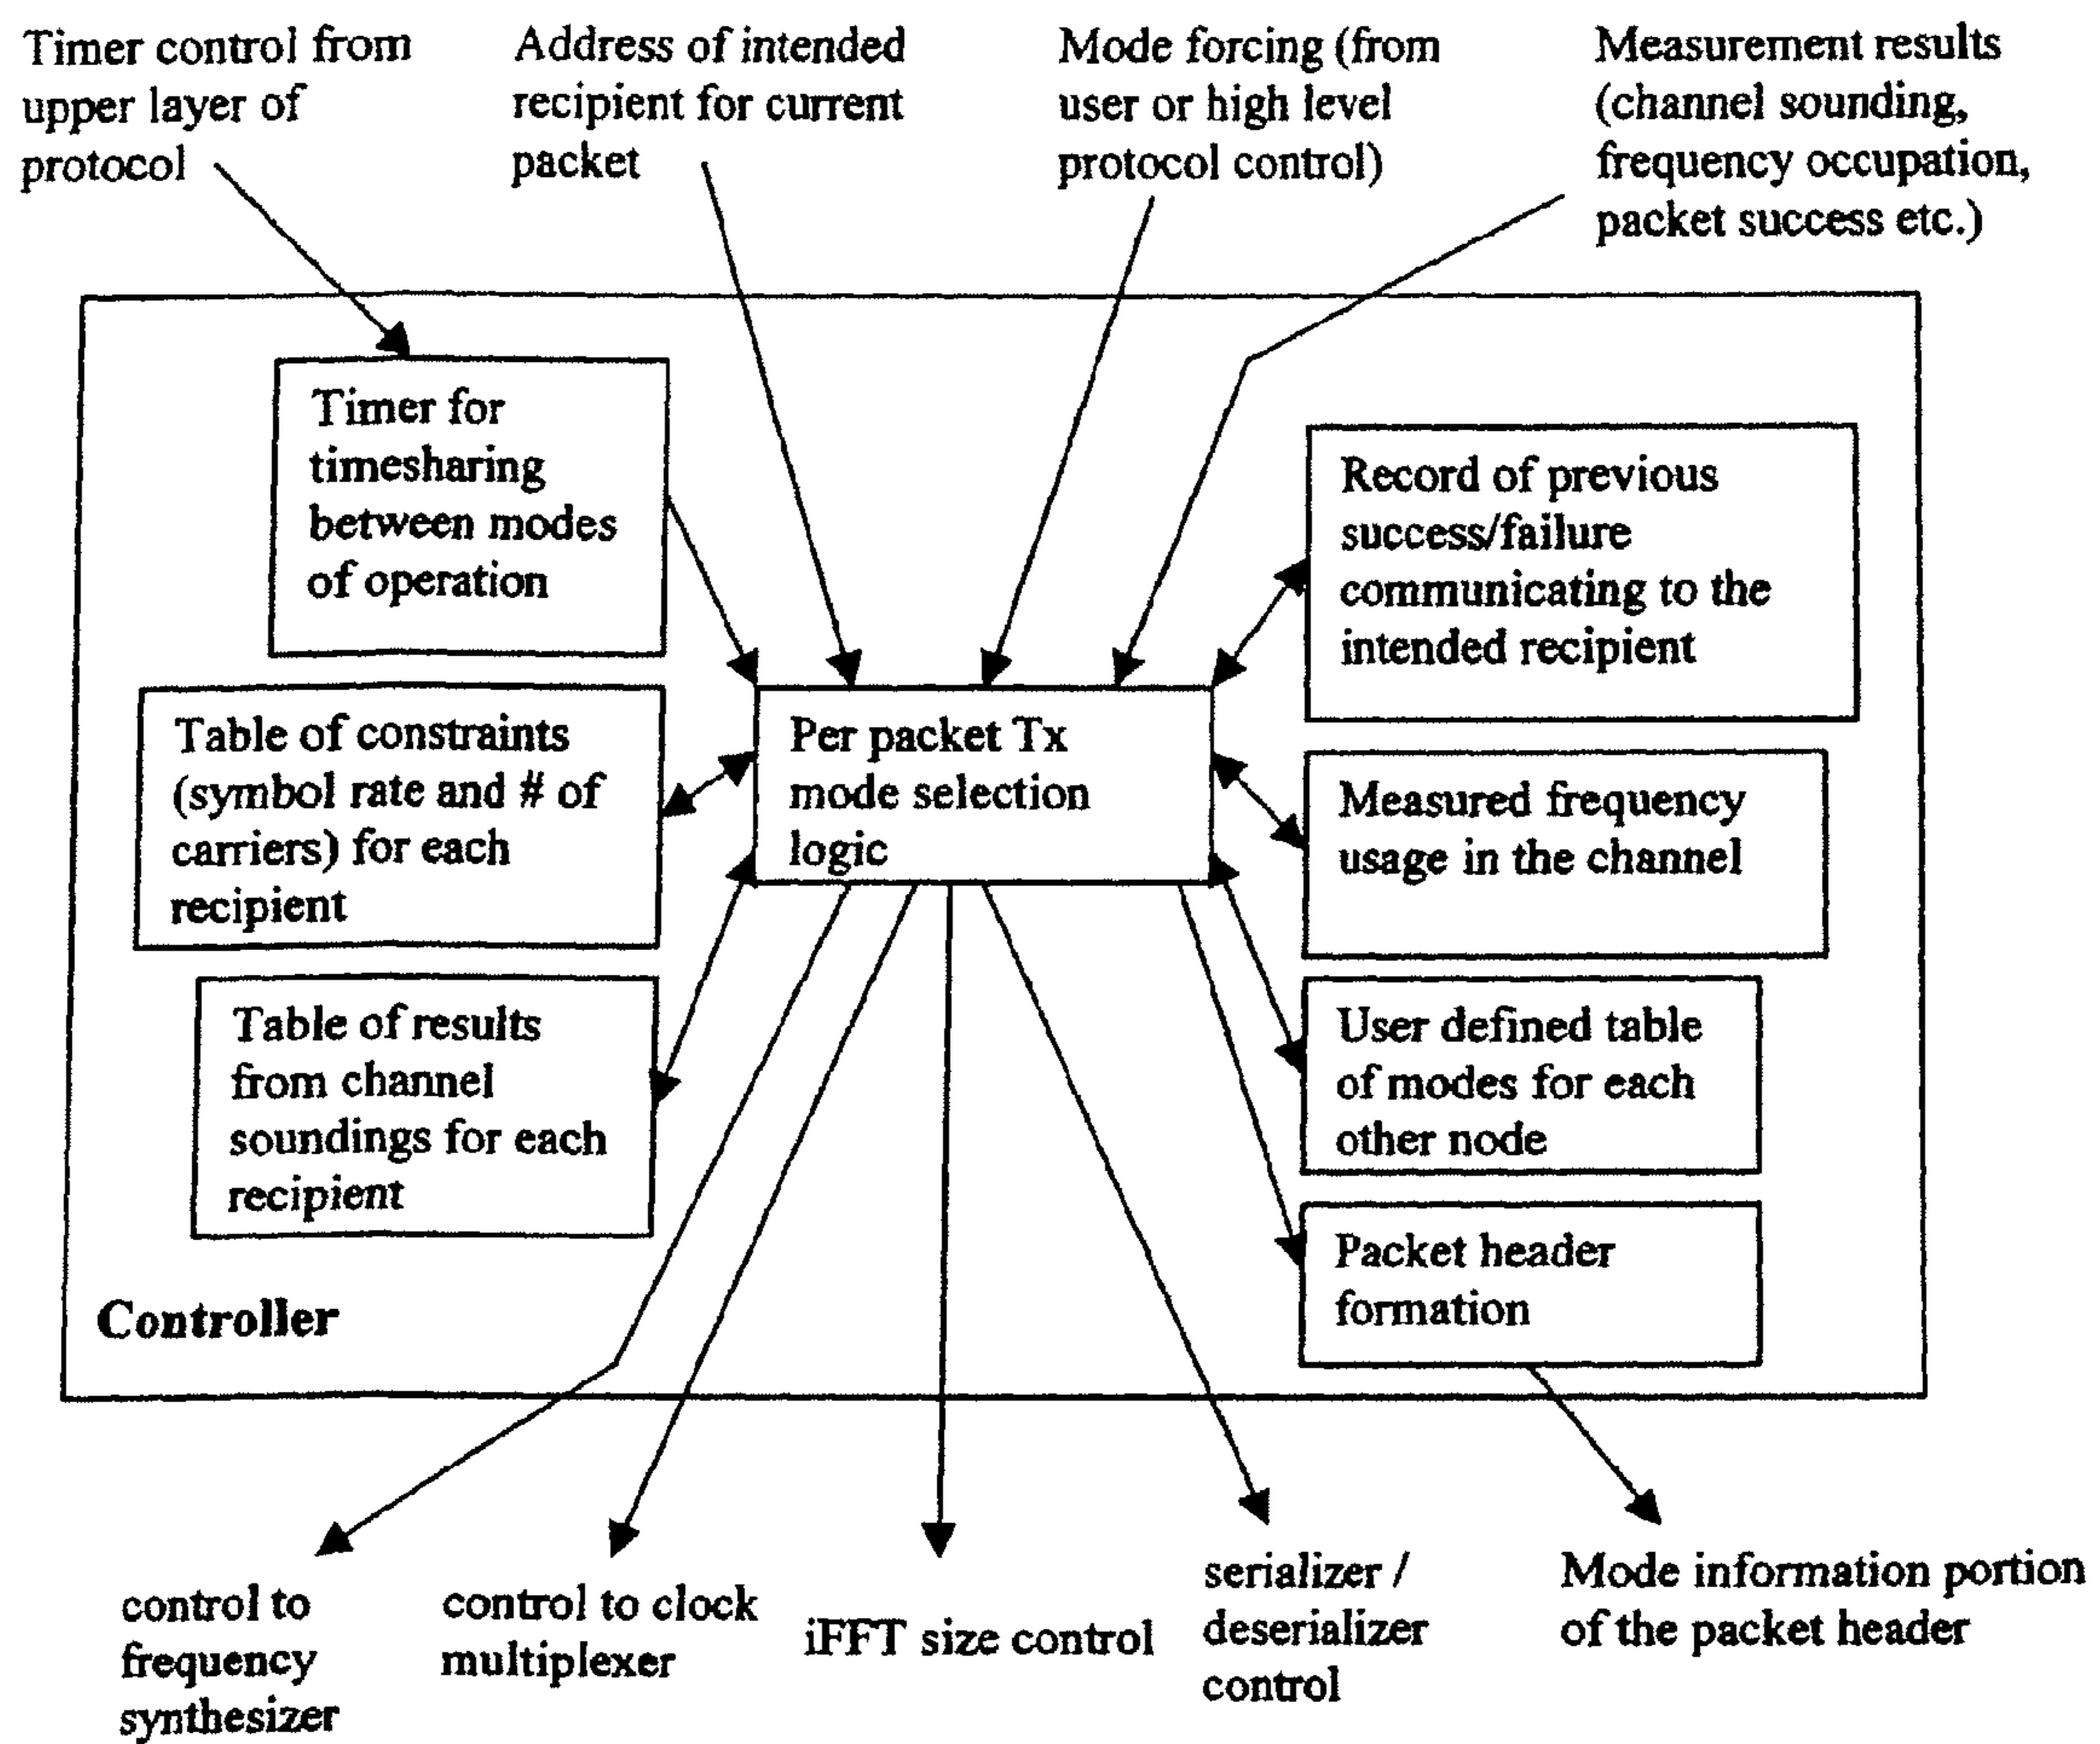 Timer control from
upper layer of
protocol
Address of intended
recipient for current
packet
Mode forcing (from
user or high level
protocol control)
Measurement results
(channel sounding,
frequency occupation,
packet success etc.)
Timer for
timesharing
between modes
of operation
Record of previous
success/failure
communicating to the
intended recipient
Table of constraints
(symbol rate and # of
carriers) for each
recipient
Per packet Tx
mode selection
logic
Measured frequency
usage in the channel
Table of results
from channel
soundings for each
recipient
User defined table
of modes for each
other node
Packet header
formation
Controller
control to
frequency
synthesizer
control to clock
multiplexer
iFFT size control
serializer /
deserializer
control
Mode information portion
of the packet header